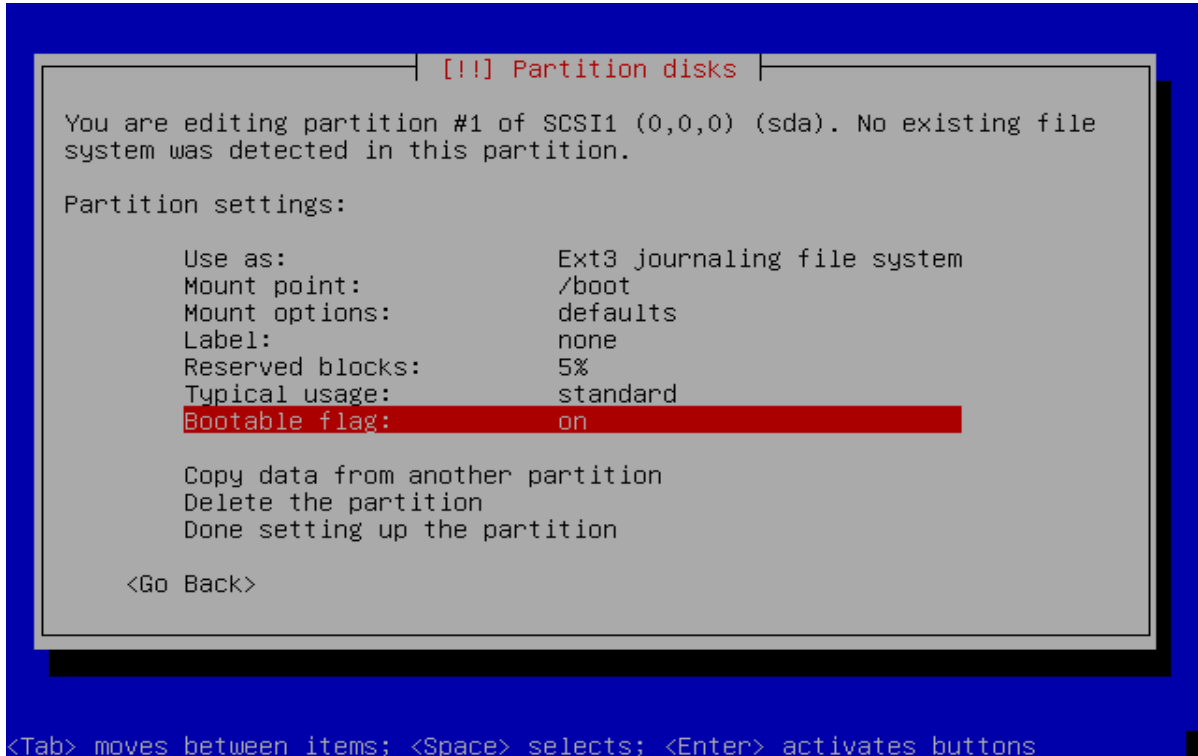 [!!] Partition disks
You are editing partition #1 of SCSI1 (0,0,0) (sda). No existing file
system was detected in this partition.
Partition settings:
Use as: Ext3 journaling file system
Mount point: /boot
Mount options: defaults
Label: none
Reserved blocks: 5%
Typical usage: standard
Bootable flag: on
Copy data from another partition
Delete the partition
Done setting up the partition
<Go Back>
<Tab> moves between items; <Space> selects; <Enter> activates buttons